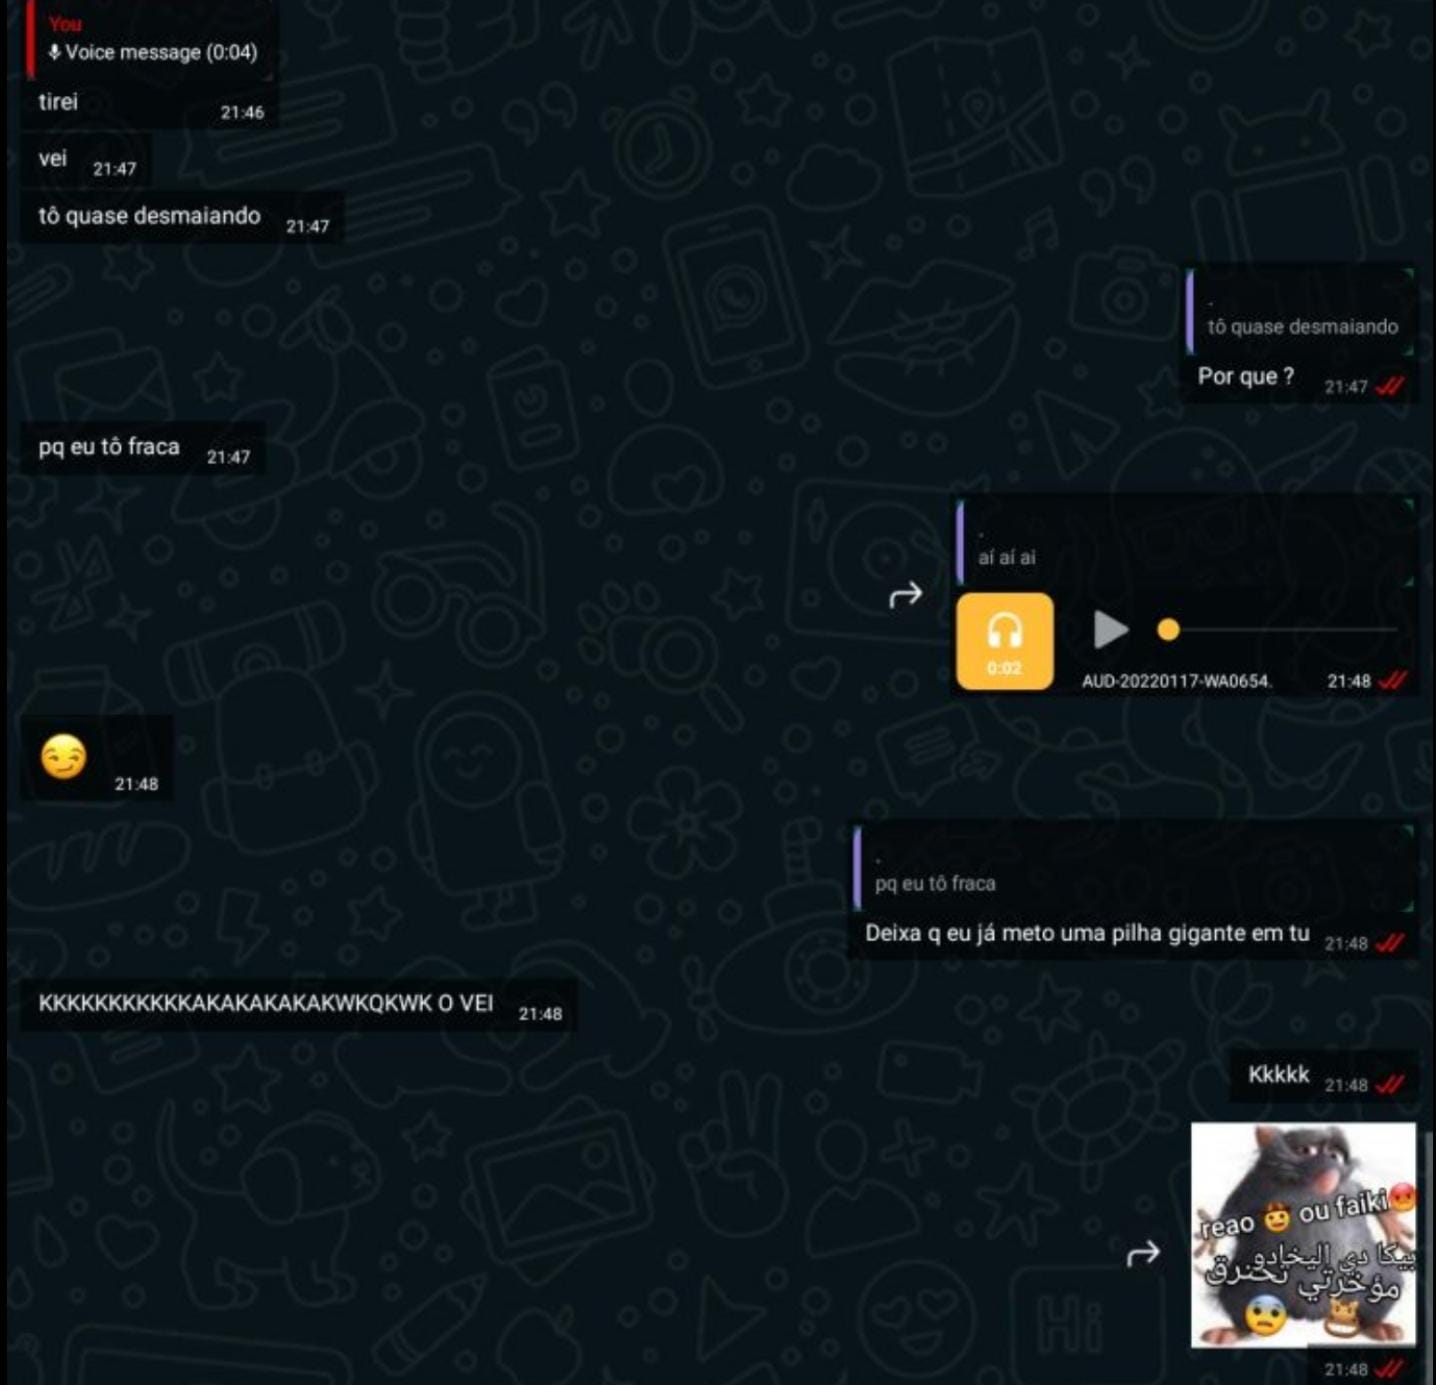 You
Voice message (0:04)
tirei
21:46
vei 21:47
tô quase desmaiando 21:47
.
tô quase desmaiando
Por que ? 21:47
pq eu tô fraca 21:47
.
aí aí ai
0:02
AUD-20220117-WA0654. 21:48
😏 21:48
.
pq eu tô fraca
Deixa q eu já meto uma pilha gigante em tu 21:48
KKKKKKKKKKKAKAKAKAKAKWKQKWK O VEI 21:48
Kkkkk 21:48
reao 🤠 ou faiki😡
بيكا دي اليخادو
مؤخرتي تحترق
21:48
Hi